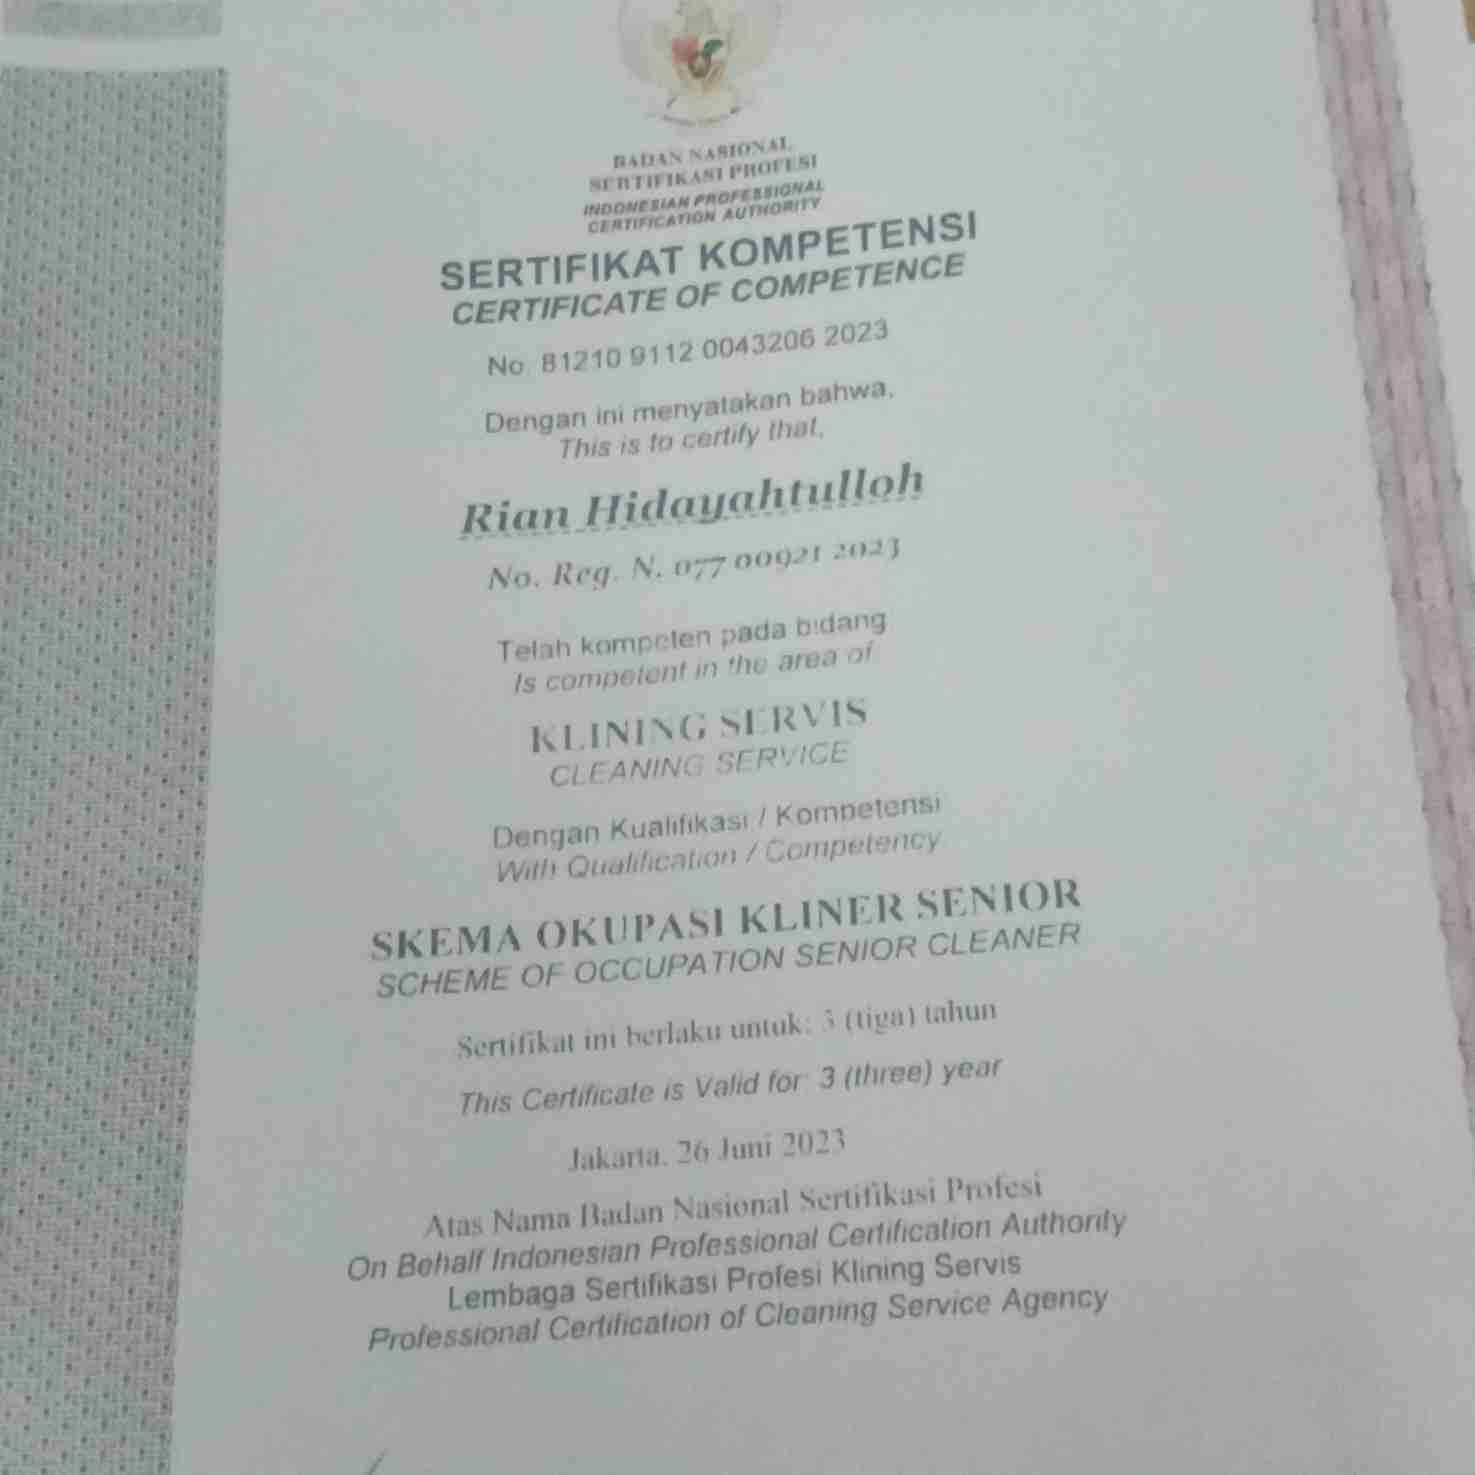 BADAN NASIONAL
SERTIFIKASI PROFESI
INDONESIAN PROFESSIONAL
CERTIFICATION AUTHORITY
SERTIFIKAT KOMPETENSI
CERTIFICATE OF COMPETENCE
No. 81210 9112 0043206 2023
Dengan ini menyatakan bahwa,
This is to certify that,
Rian Hidayahtulloh
No. Reg. N. 077 00921 2023
Telah kompeten pada bidang
Is competent in the area of
KLINING SERVIS
CLEANING SERVICE
Dengan Kualifikasi / Kompetensi
With Qualification / Competency
SKEMA OKUPASI KLINER SENIOR
SCHEME OF OCCUPATION SENIOR CLEANER
Sertifikat ini berlaku untuk: 3 (tiga) tahun
This Certificate is Valid for: 3 (three) year
Jakarta, 26 Juni 2023
Atas Nama Badan Nasional Sertifikasi Profesi
On Behalf Indonesian Professional Certification Authority
Lembaga Sertifikasi Profesi Klining Servis
Professional Certification of Cleaning Service Agency